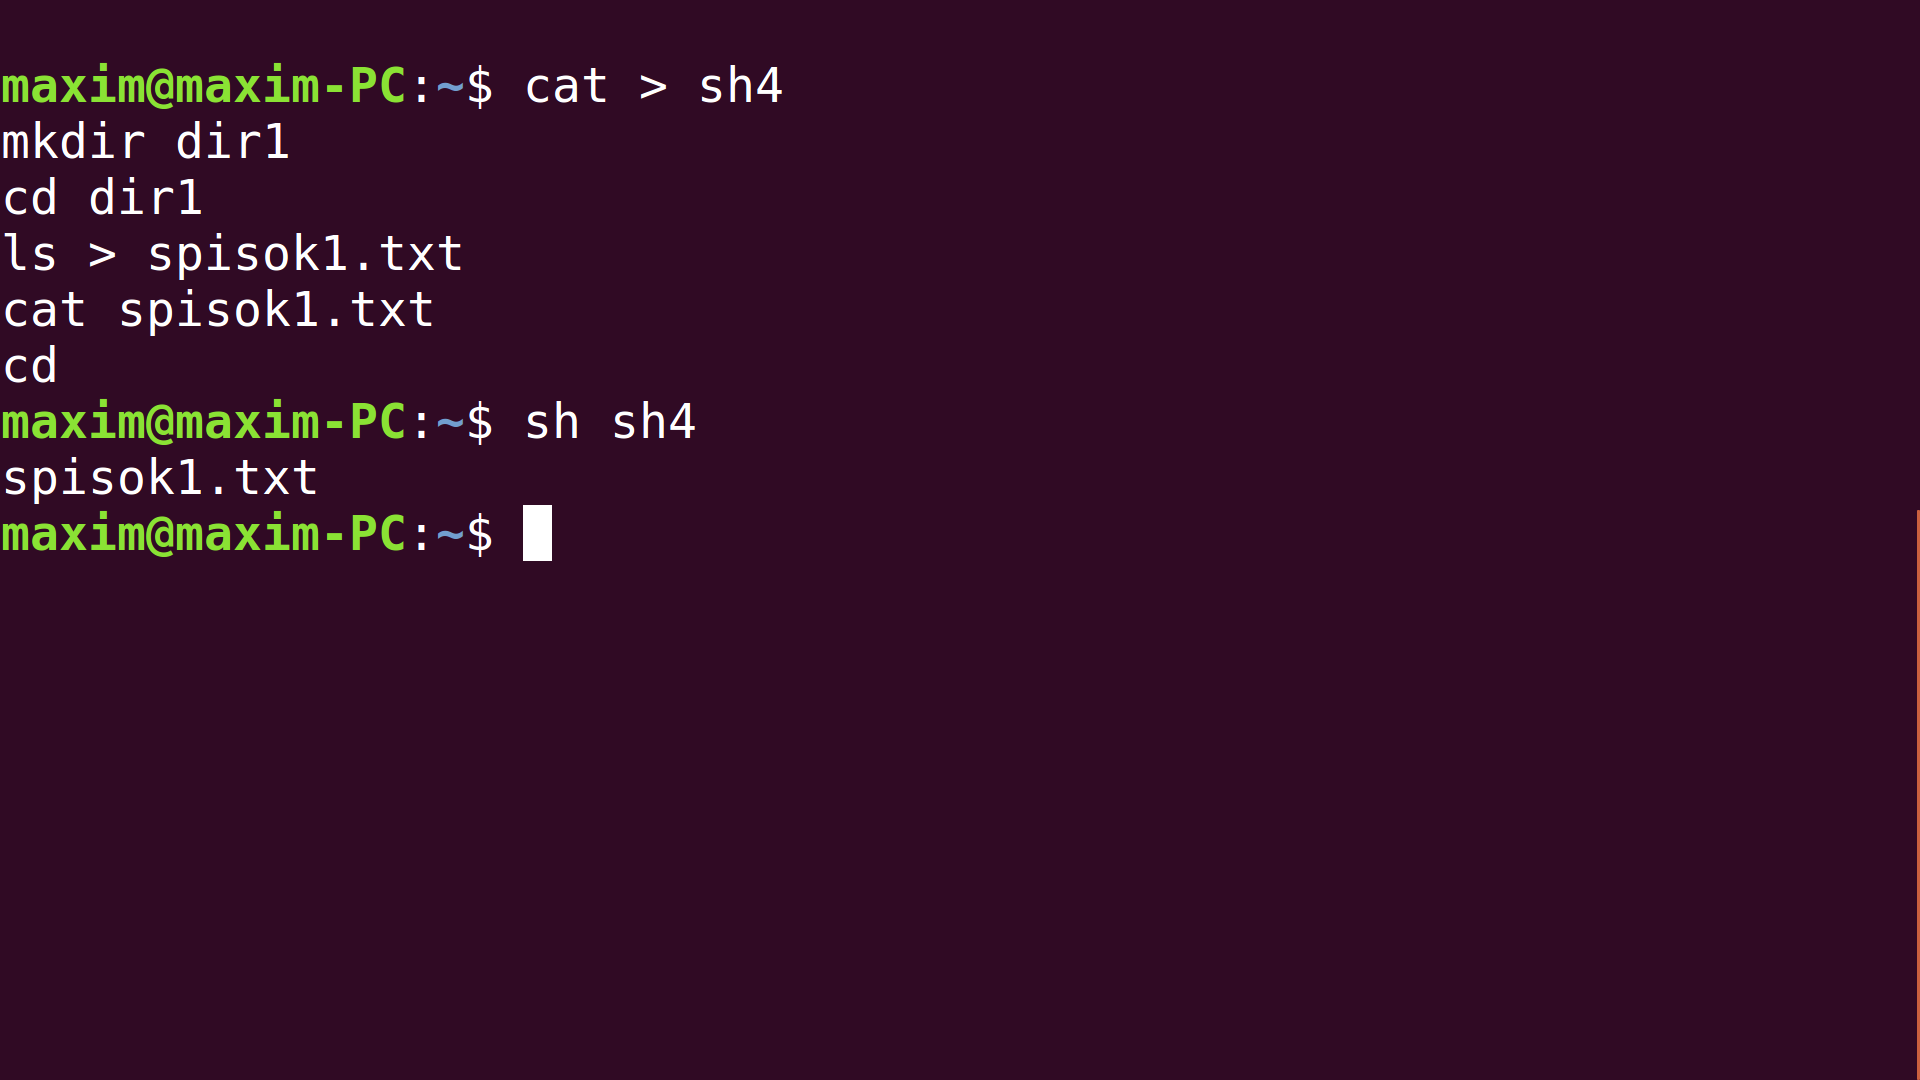 maxim@maxim-PC:~$ cat > sh4
mkdir dir1
cd dir1
ls > spisok1.txt
cat spisok1.txt
cd
maxim@maxim-PC:~$ sh sh4
spisok1.txt
maxim@maxim-PC:~$